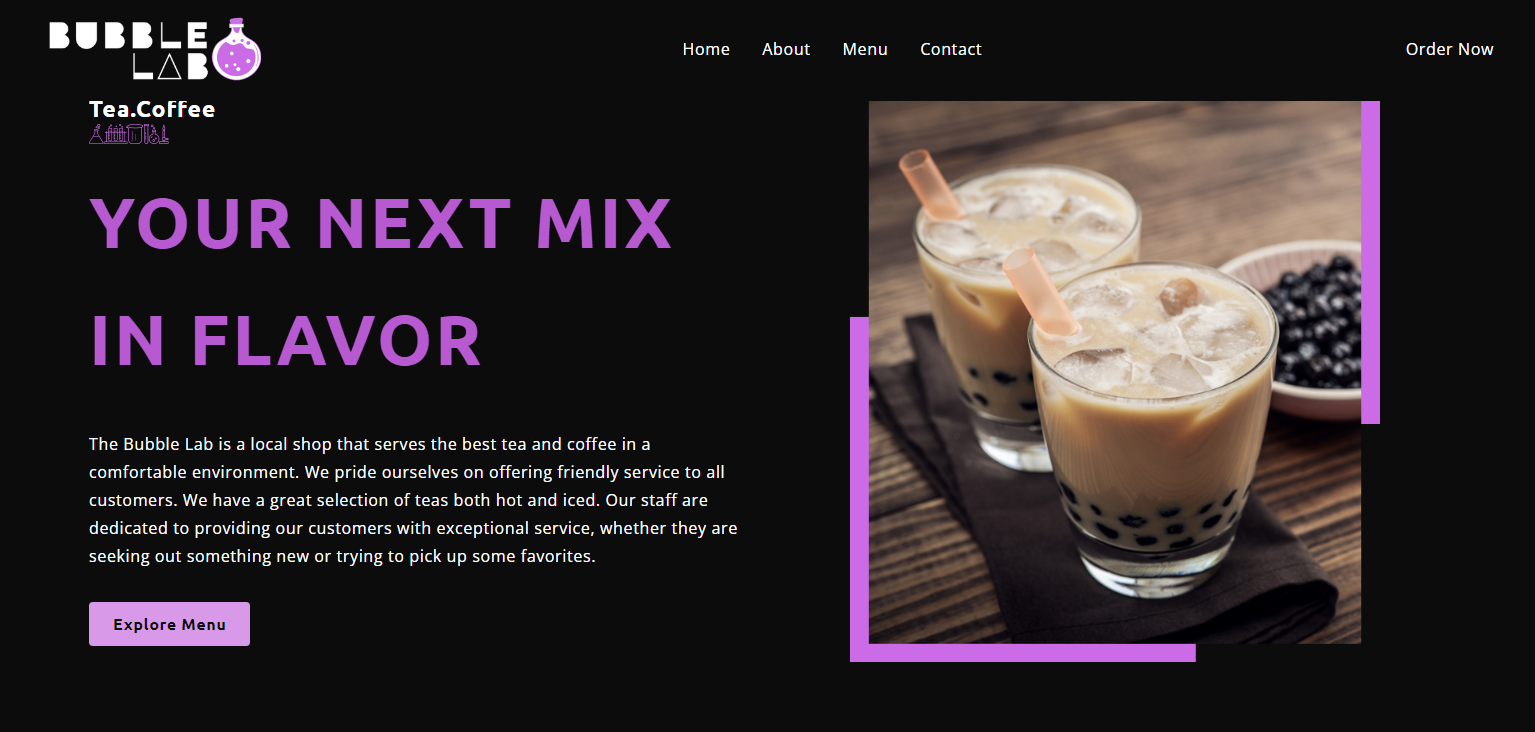 BUBBLE
LAB
Home About Menu Contact
Order Now
Tea.Coffee
YOUR NEXT MIX
IN FLAVOR
The Bubble Lab is a local shop that serves the best tea and coffee in a
comfortable environment. We pride ourselves on offering friendly service to all
customers. We have a great selection of teas both hot and iced. Our staff are
dedicated to providing our customers with exceptional service, whether they are
seeking out something new or trying to pick up some favorites.
Explore Menu